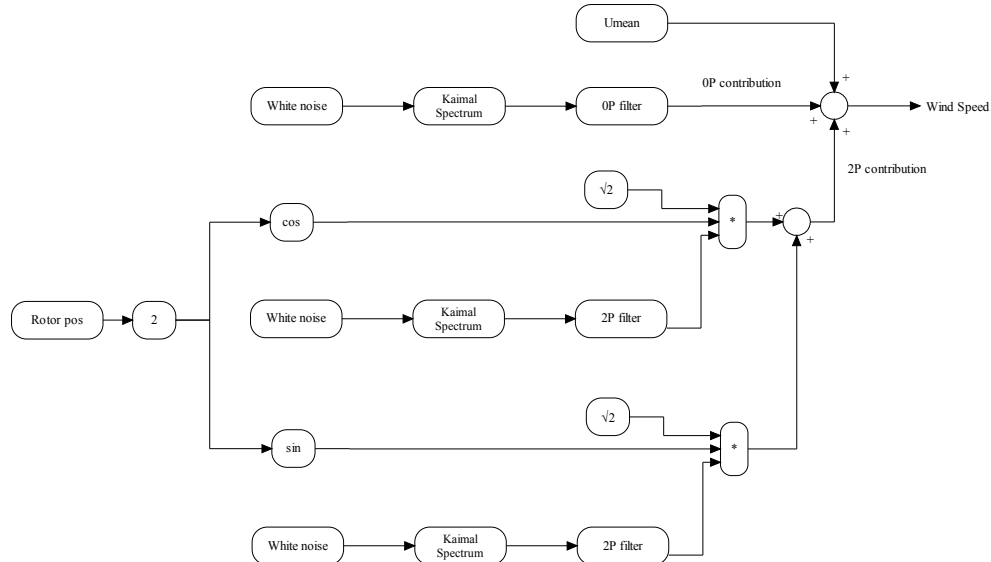 Umean
+
0P contribution
White noise
Kaimal
Spectrum
0P filter
+
+
Wind Speed
2P contribution
√2
cos
*
+
+
Rotor pos
2
White noise
Kaimal
Spectrum
2P filter
√2
sin
*
White noise
Kaimal
Spectrum
2P filter